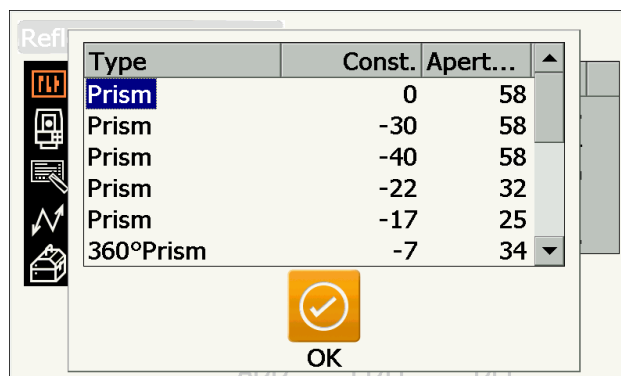 Refl
Type Const. Apert...
Prism 0 58
Prism -30 58
Prism -40 58
Prism -22 32
Prism -17 25
360°Prism -7 34
OK